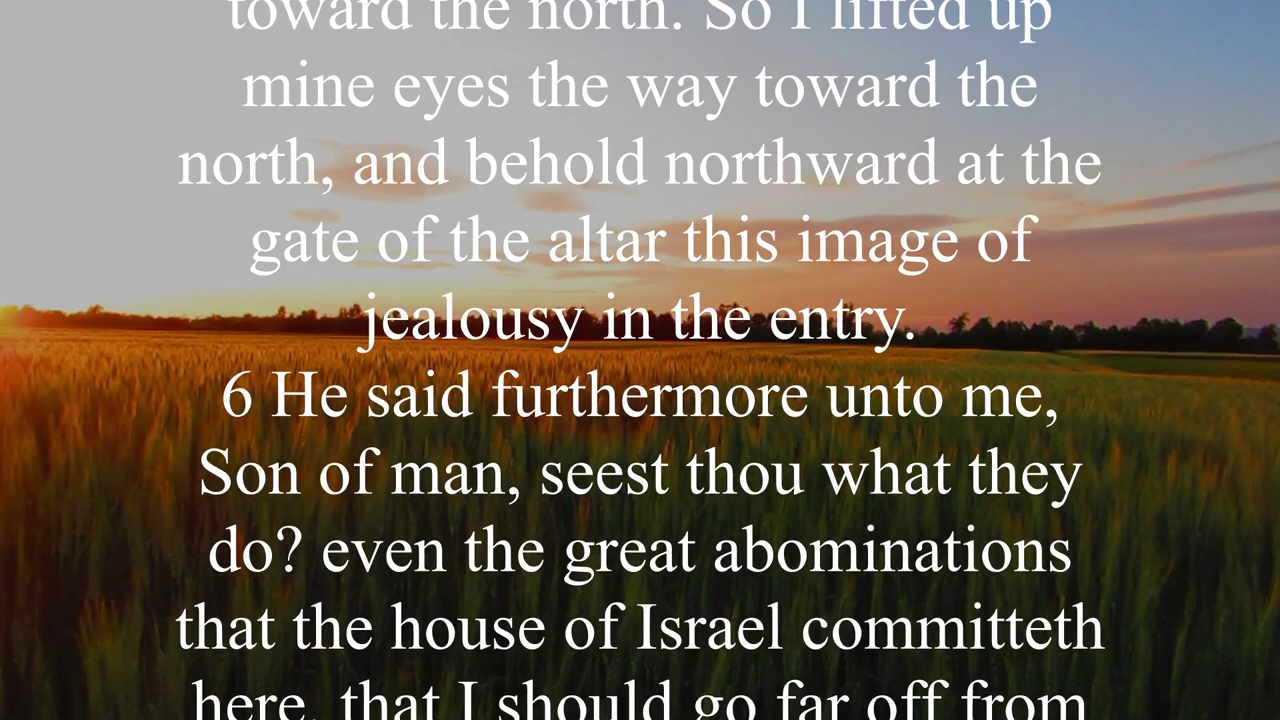 toward the north. So I lifted up
mine eyes the way toward the
north, and behold northward at the
gate of the altar this image of
jealousy in the entry.
6 He said furthermore unto me,
Son of man, seest thou what they
do? even the great abominations
that the house of Israel committeth
here, that I should go far off from